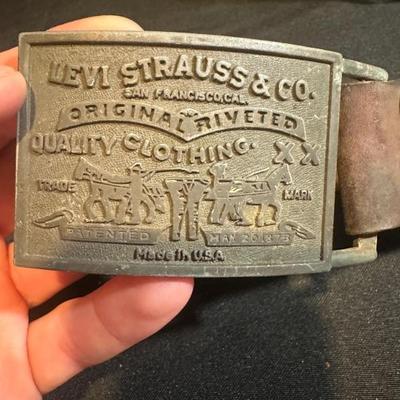 LEVI STRAUSS & CO.
SAN FRANCISCO, CAL.
ORIGINAL RIVETED
QUALITY CLOTHING. XX
TRADE MARK
PATENTED MAY 20 1873
Made in U.S.A